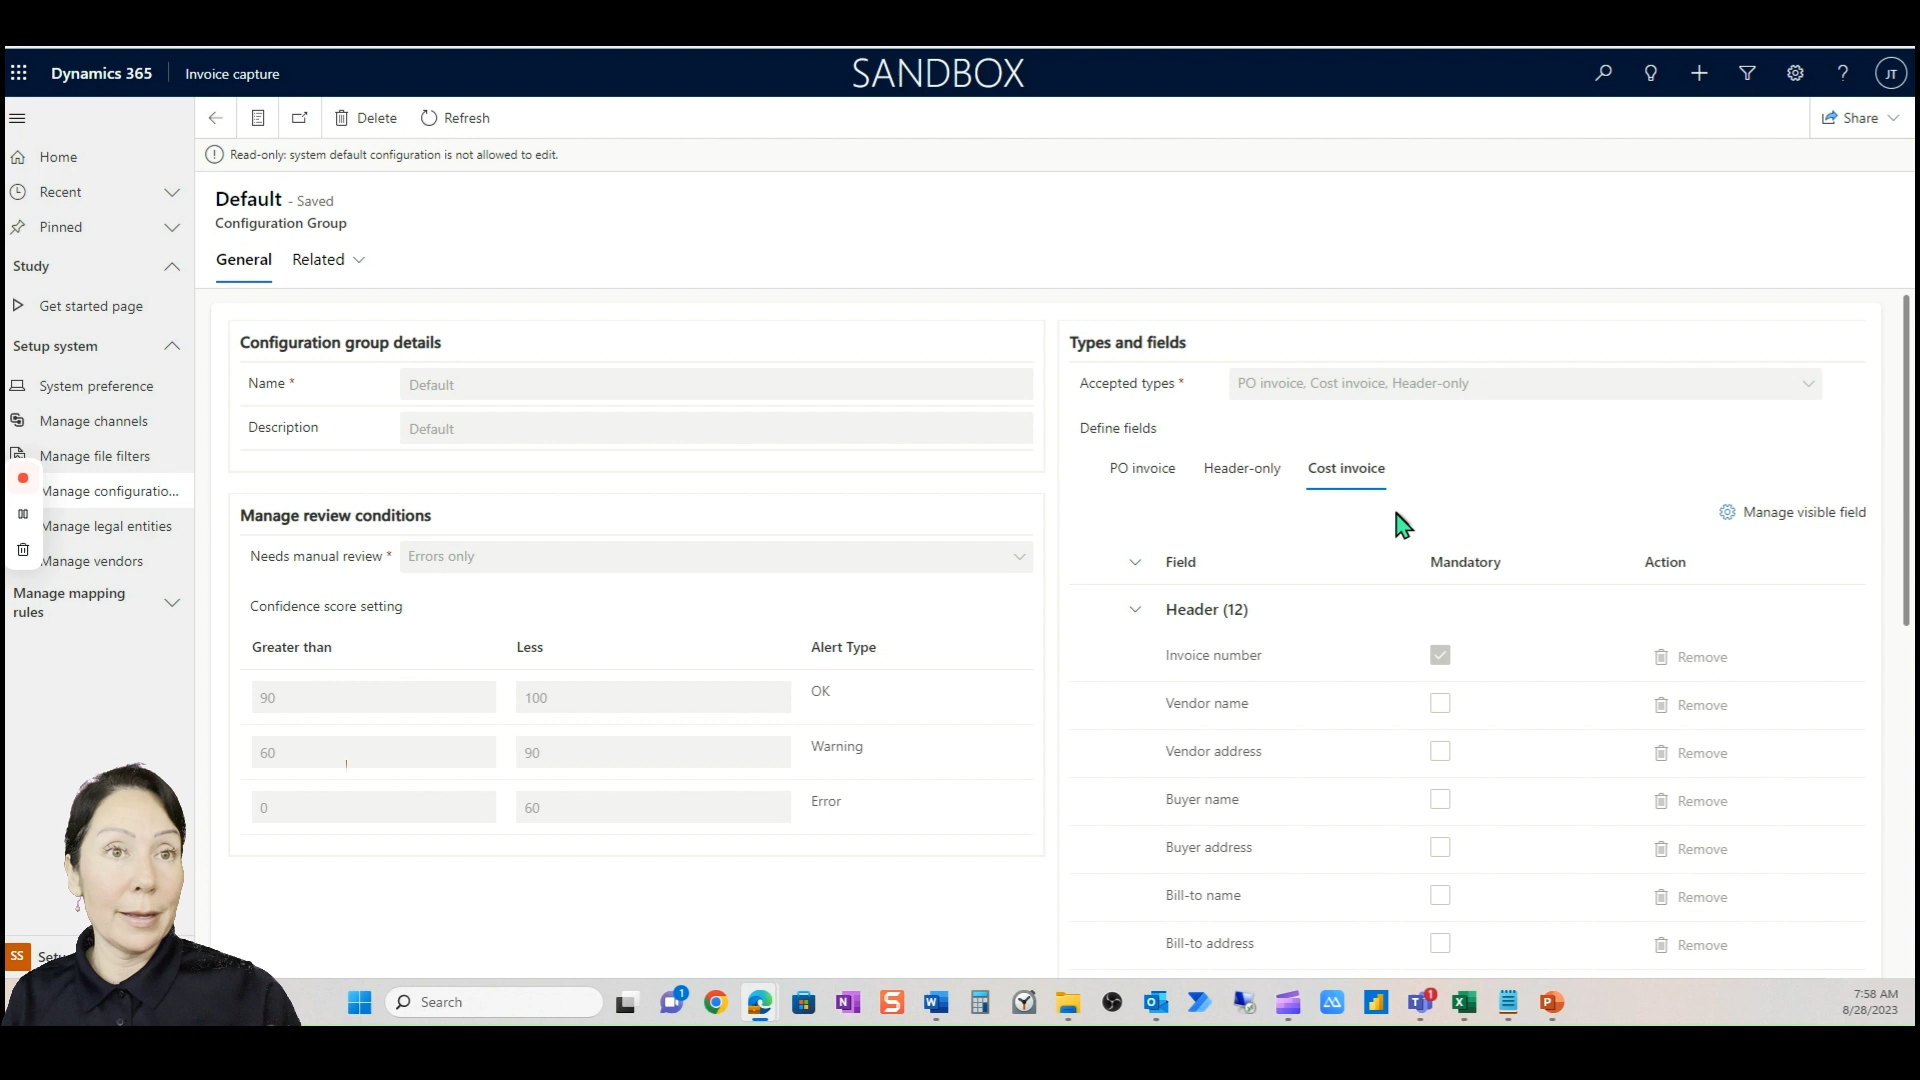 Dynamics 365
Invoice capture
SANDBOX
JT
Delete
Refresh
Share
Read-only: system default configuration is not allowed to edit.
Home
Recent
Pinned
Study
Get started page
Setup system
System preference
Manage channels
Manage file filters
Manage configuratio...
Manage legal entities
Manage vendors
Manage mapping
rules
SS
Default - Saved
Configuration Group
General
Related
Configuration group details
Name *
Default
Description
Default
Manage review conditions
Needs manual review *
Errors only
Confidence score setting
Greater than
Less
Alert Type
90
100
OK
60
90
Warning
0
60
Error
Types and fields
Accepted types *
PO invoice, Cost invoice, Header-only
Define fields
PO invoice
Header-only
Cost invoice
Manage visible field
Field
Mandatory
Action
Header (12)
Invoice number
Remove
Vendor name
Remove
Vendor address
Remove
Buyer name
Remove
Buyer address
Remove
Bill-to name
Remove
Bill-to address
Remove
Search
1
1
7:58 AM
8/28/2023